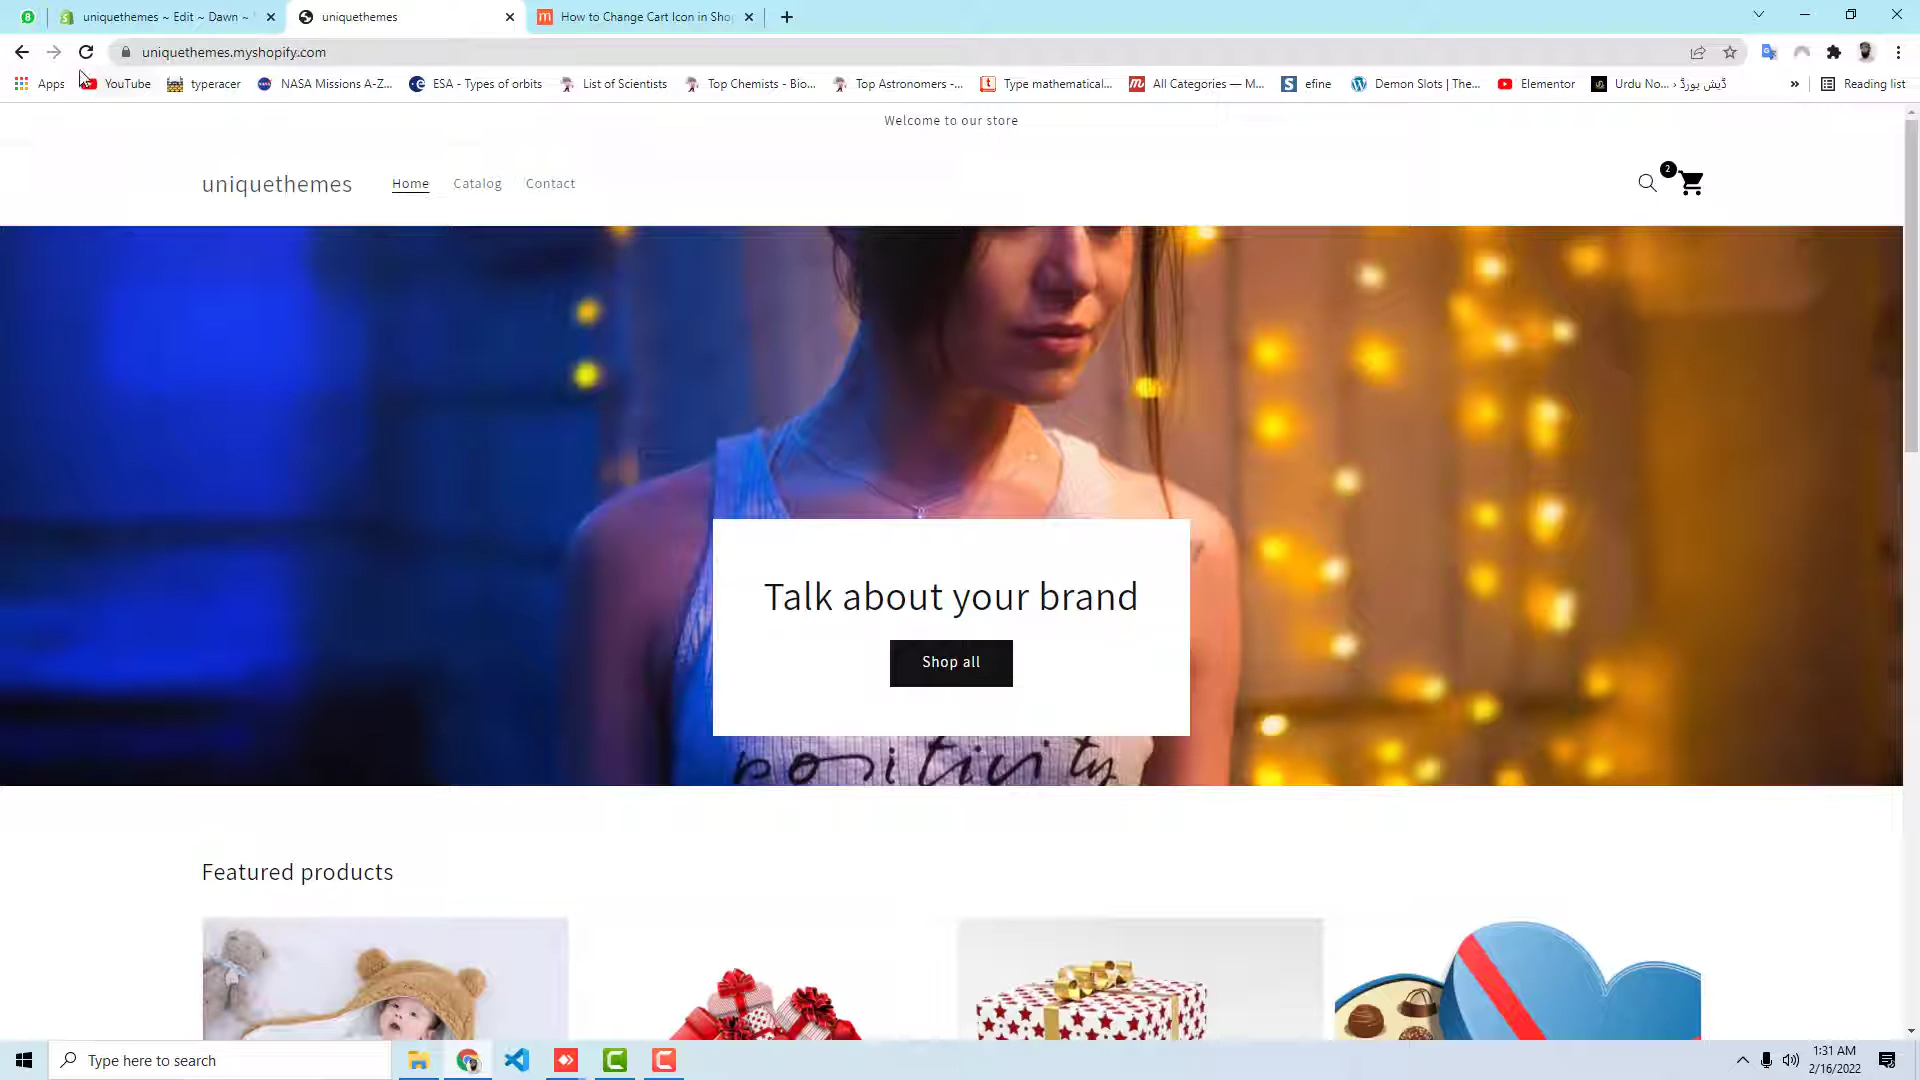 uniquethemes ~ Edit ~ Dawn ~
uniquethemes
How to Change Cart Icon in Sho
uniquethemes.myshopify.com
Apps
YouTube
typeracer
NASA Missions A-Z...
ESA - Types of orbits
List of Scientists
Top Chemists - Bio...
Top Astronomers -...
Type mathematical...
All Categories — M...
efine
Demon Slots | The...
Elementor
Urdu No... ‹ ڈیش بورڈ
»
Reading list
Welcome to our store
uniquethemes
Home
Catalog
Contact
2
Talk about your brand
Shop all
positivity
Featured products
Type here to search
1:31 AM
2/16/2022